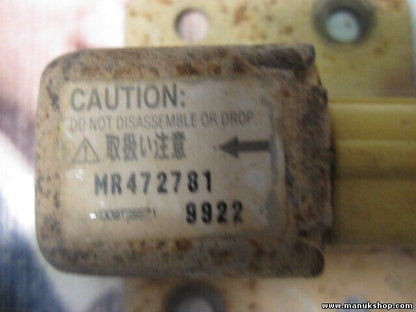 CAUTION:
DO NOT DISASSEMBLE OR DROP
取扱い注意
MR472781
9922
www.manukshop.com